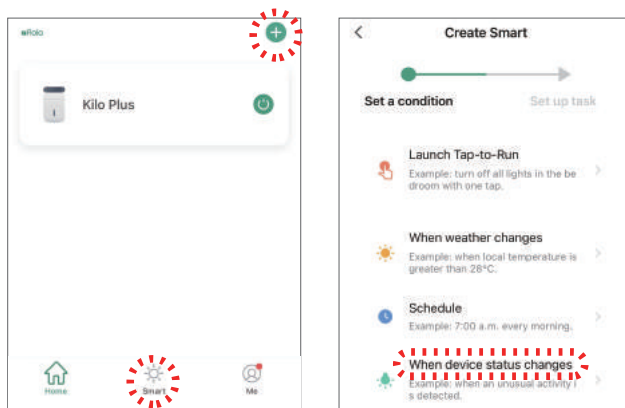 eRolo
Kilo Plus
Home
Smart
Me
Create Smart
Set a condition
Set up task
Launch Tap-to-Run
Example: turn off all lights in the be
droom with one tap.
When weather changes
Example: when local temperature is
greater than 28°C.
Schedule
Example: 7:00 a.m. every morning.
When device status changes
Example: when an unusual activity i
s detected.